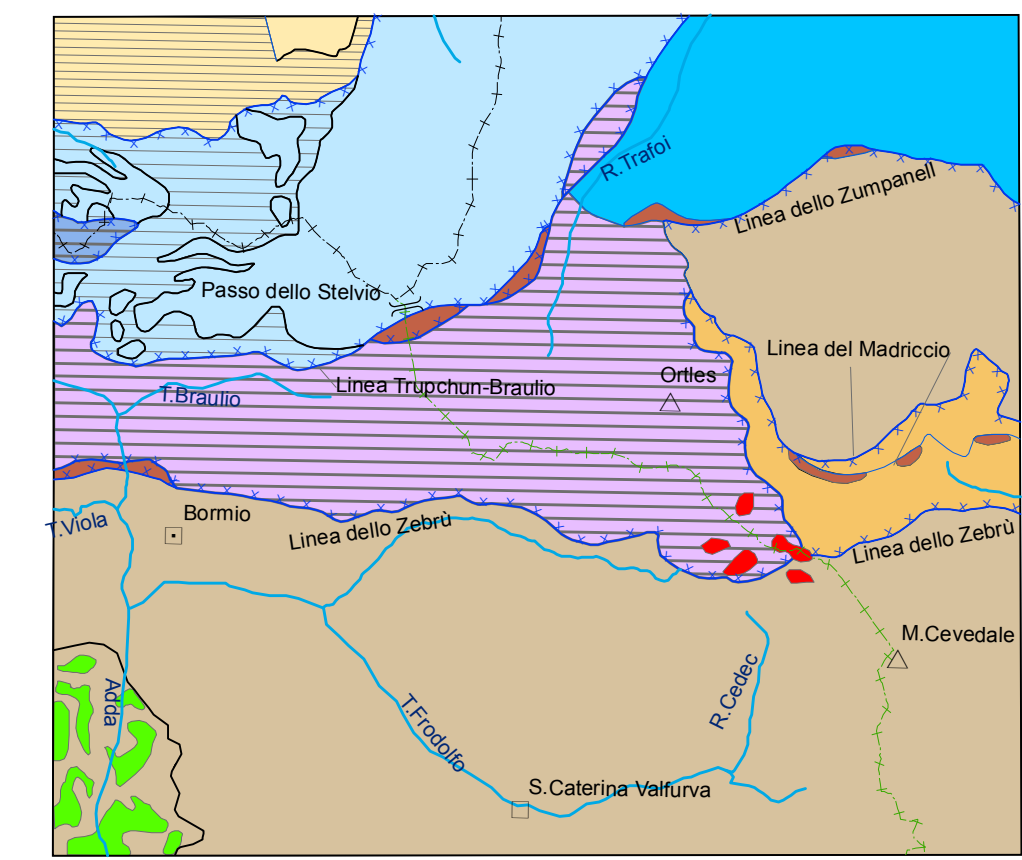 R.Trafoi
Linea dello Zumpanell
Passo dello Stelvio
Linea del Madriccio
Ortles
Linea Trupchun-Braulio
T.Braulio
Bormio
T.Viola
Linea dello Zebrù
Linea dello Zebrù
M.Cevedale
R.Cedec
Adda
T.Frodolfo
S.Caterina Valfurva